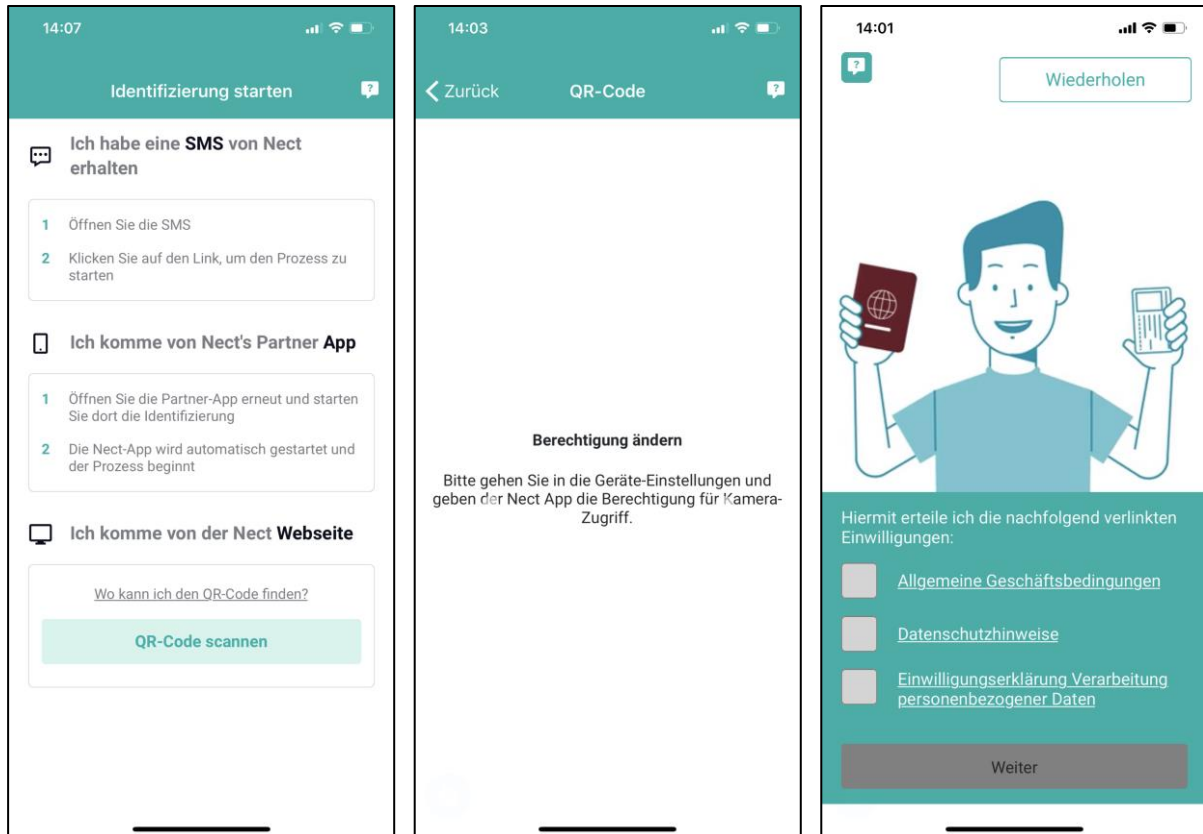 14:07
Identifizierung starten
?
Ich habe eine SMS von Nect
erhalten
1 Öffnen Sie die SMS
2 Klicken Sie auf den Link, um den Prozess zu
starten
Ich komme von Nect's Partner App
1 Öffnen Sie die Partner-App erneut und starten
Sie dort die Identifizierung
2 Die Nect-App wird automatisch gestartet und
der Prozess beginnt
Ich komme von der Nect Webseite
Wo kann ich den QR-Code finden?
QR-Code scannen
14:03
Zurück QR-Code
?
Berechtigung ändern
Bitte gehen Sie in die Geräte-Einstellungen und
geben der Nect App die Berechtigung für Kamera-
Zugriff.
14:01
?
Wiederholen
Hiermit erteile ich die nachfolgend verlinkten
Einwilligungen:
Allgemeine Geschäftsbedingungen
Datenschutzhinweise
Einwilligungserklärung Verarbeitung
personenbezogener Daten
Weiter